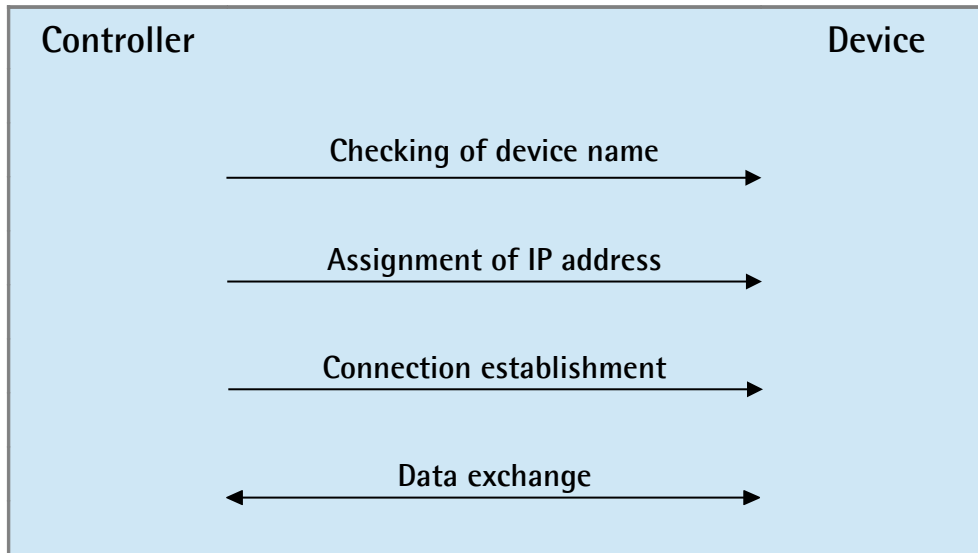 Controller
Device
Checking of device name
Assignment of IP address
Connection establishment
Data exchange